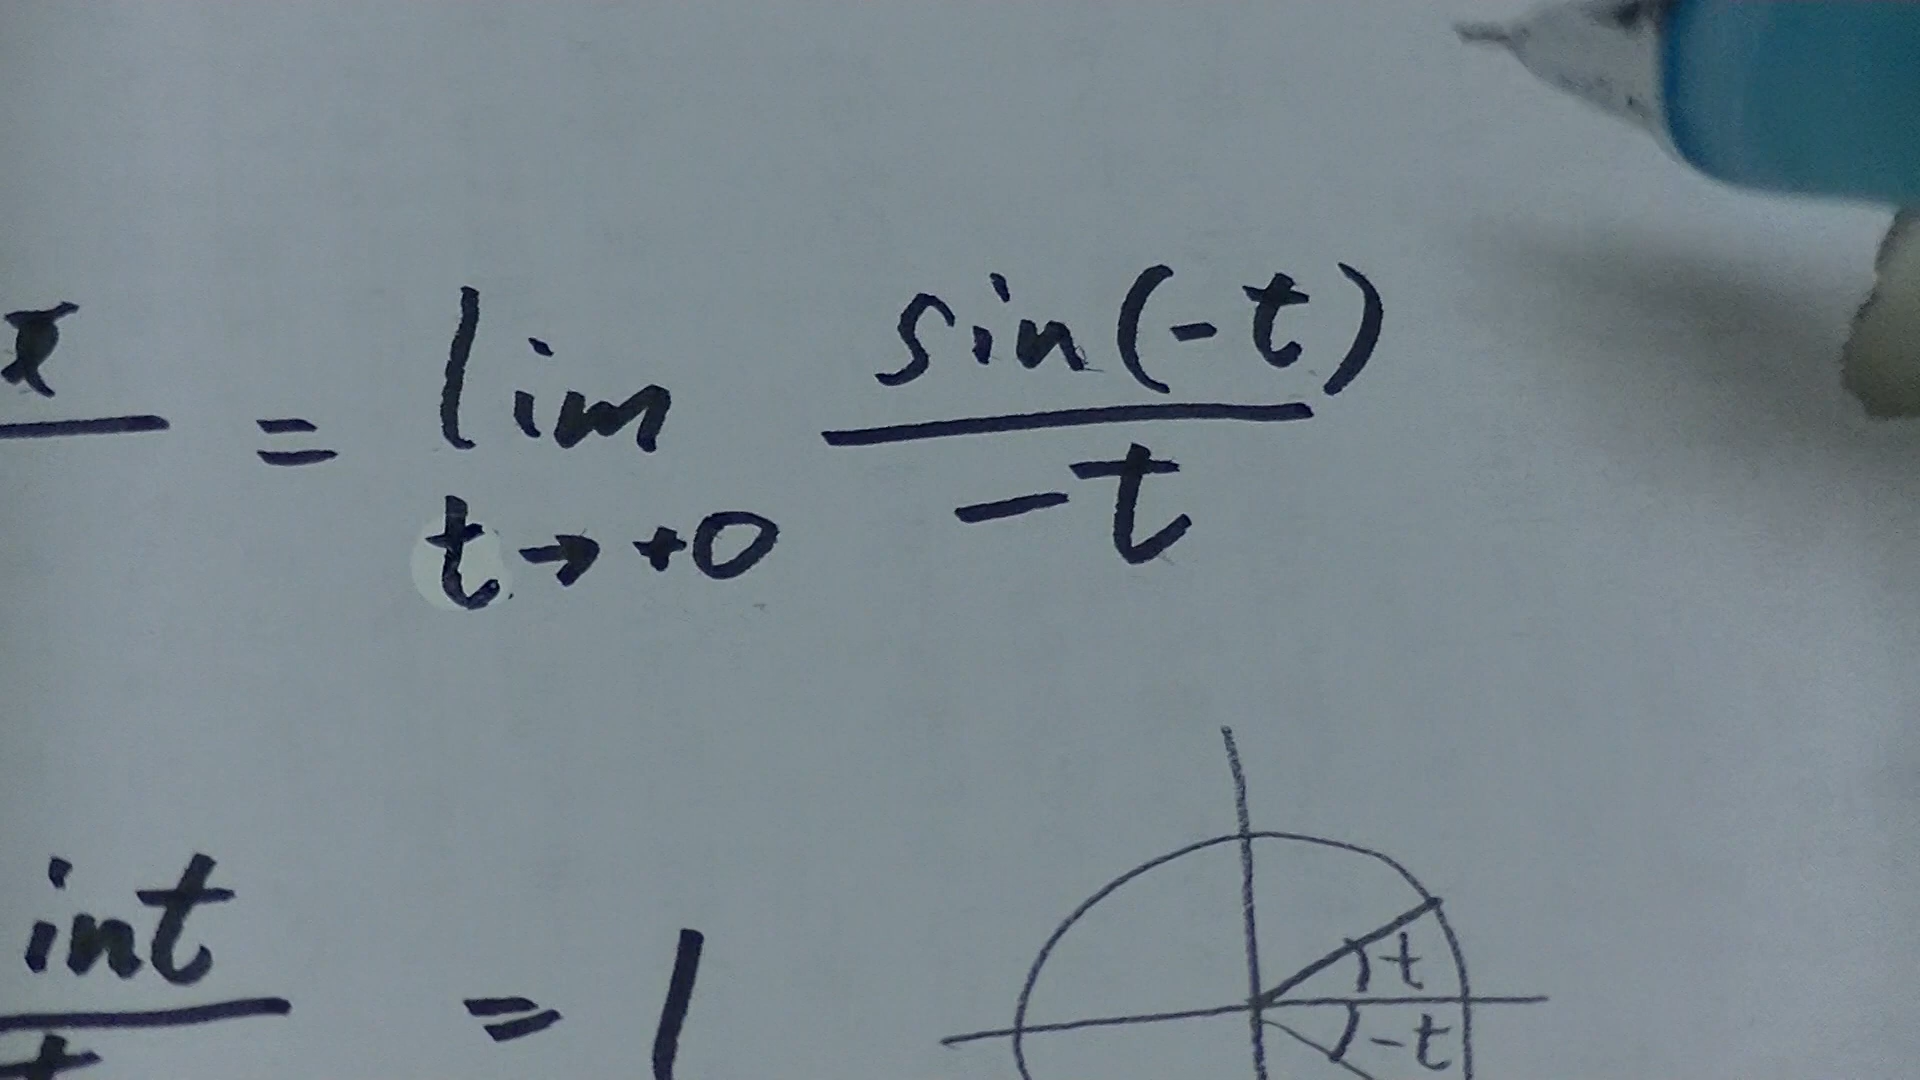 x = lim sin(-t)
t→+0 -t
int = 1
t
t
-t